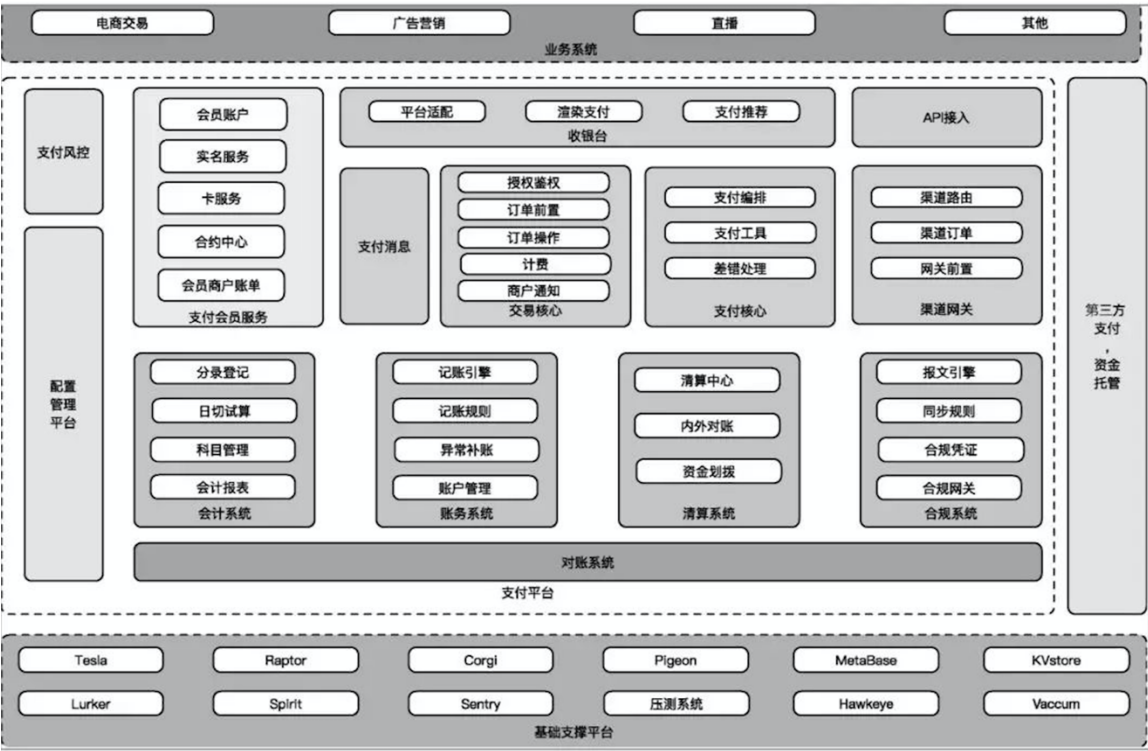 电商交易
广告营销
直播
其他
业务系统
支付风控
配置
管理
平台
会员账户
实名服务
卡服务
合约中心
会员商户账单
支付会员服务
平台适配
渲染支付
支付推荐
收银台
API接入
支付消息
授权鉴权
订单前置
订单操作
计费
商户通知
交易核心
支付编排
支付工具
差错处理
支付核心
渠道路由
渠道订单
网关前置
渠道网关
分录登记
日切试算
科目管理
会计报表
会计系统
记账引擎
记账规则
异常补账
账户管理
账务系统
清算中心
内外对账
资金划拨
清算系统
报文引擎
同步规则
合规凭证
合规网关
合规系统
对账系统
支付平台
第三方
支付
，
资金
托管
Tesla
Raptor
Corgi
Pigeon
MetaBase
KVstore
Lurker
Spirit
Sentry
压测系统
Hawkeye
Vaccum
基础支撑平台